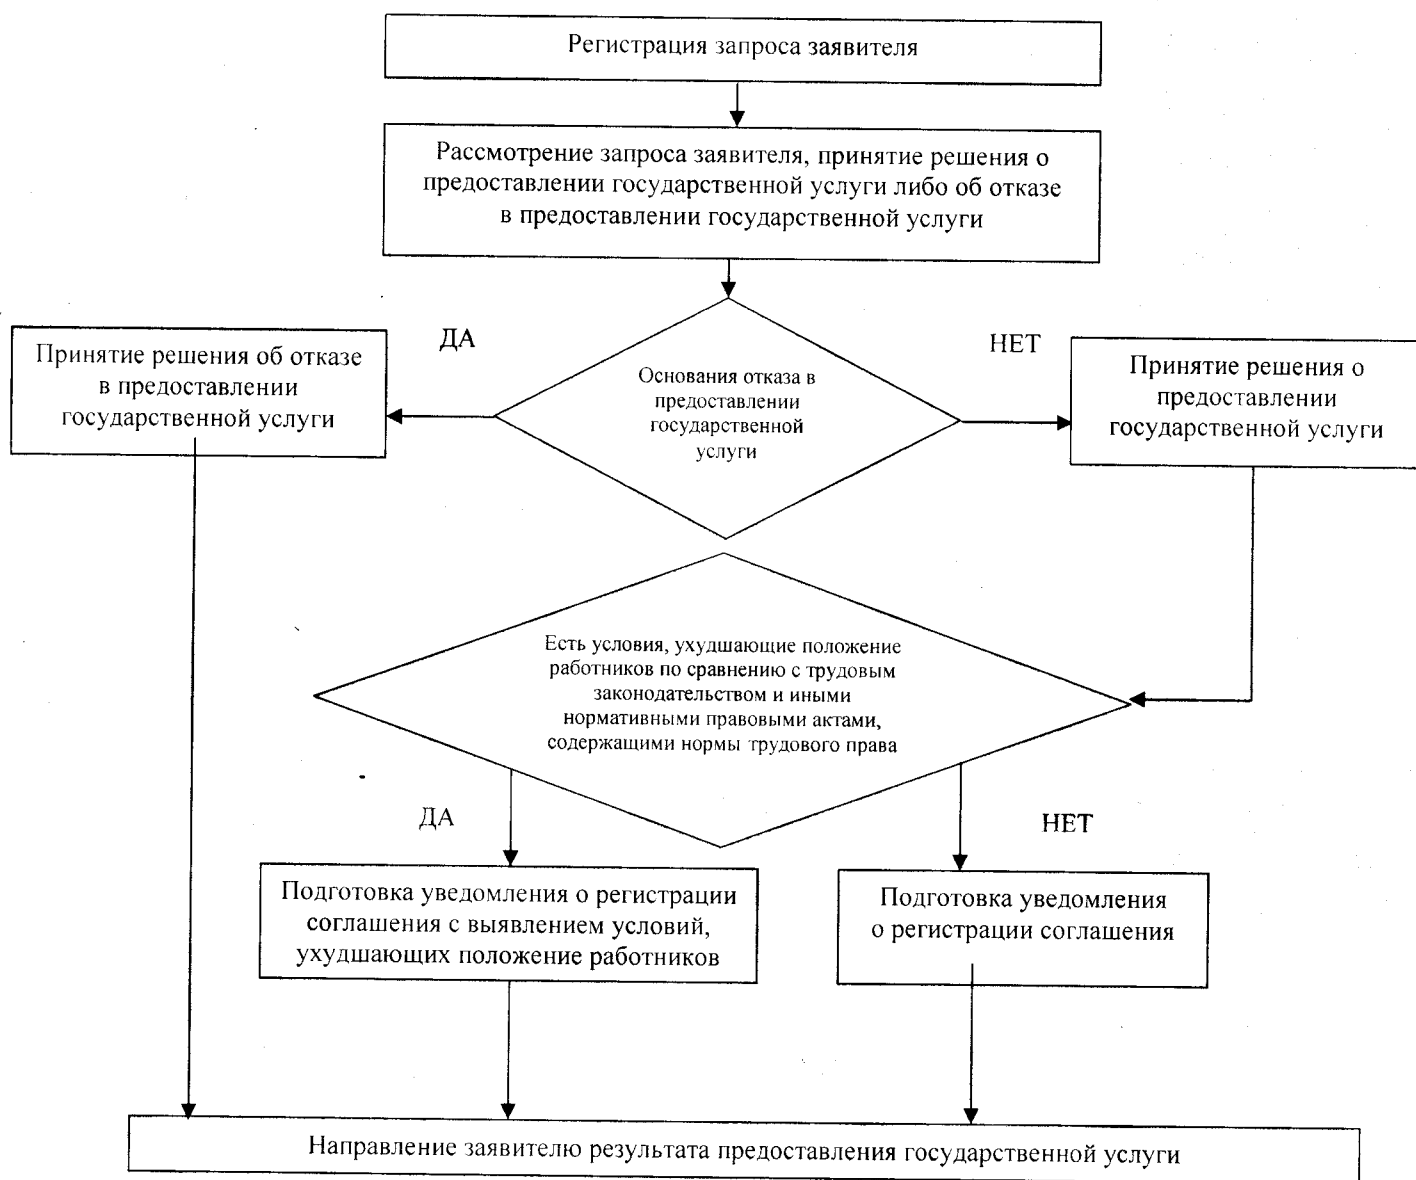 Регистрация запроса заявителя
Рассмотрение запроса заявителя, принятие решения о
предоставлении государственной услуги либо об отказе
в предоставлении государственной услуги
ДА
НЕТ
Принятие решения об отказе
в предоставлении
государственной услуги
Основания отказа в
предоставлении
государственной
услуги
Принятие решения о
предоставлении
государственной услуги
Есть условия, ухудшающие положение
работников по сравнению с трудовым
законодательством и иными
нормативными правовыми актами,
содержащими нормы трудового права
ДА
НЕТ
Подготовка уведомления о регистрации
соглашения с выявлением условий,
ухудшающих положение работников
Подготовка уведомления
о регистрации соглашения
Направление заявителю результата предоставления государственной услуги